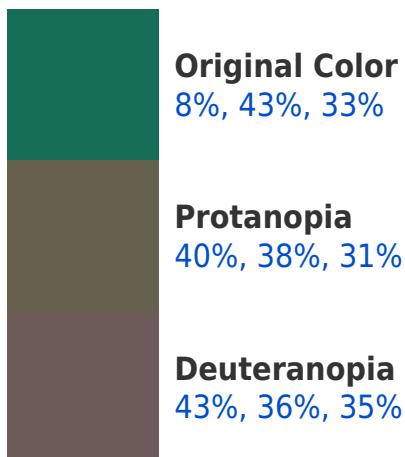 Original Color
8%, 43%, 33%
Protanopia
40%, 38%, 31%
Deuteranopia
43%, 36%, 35%